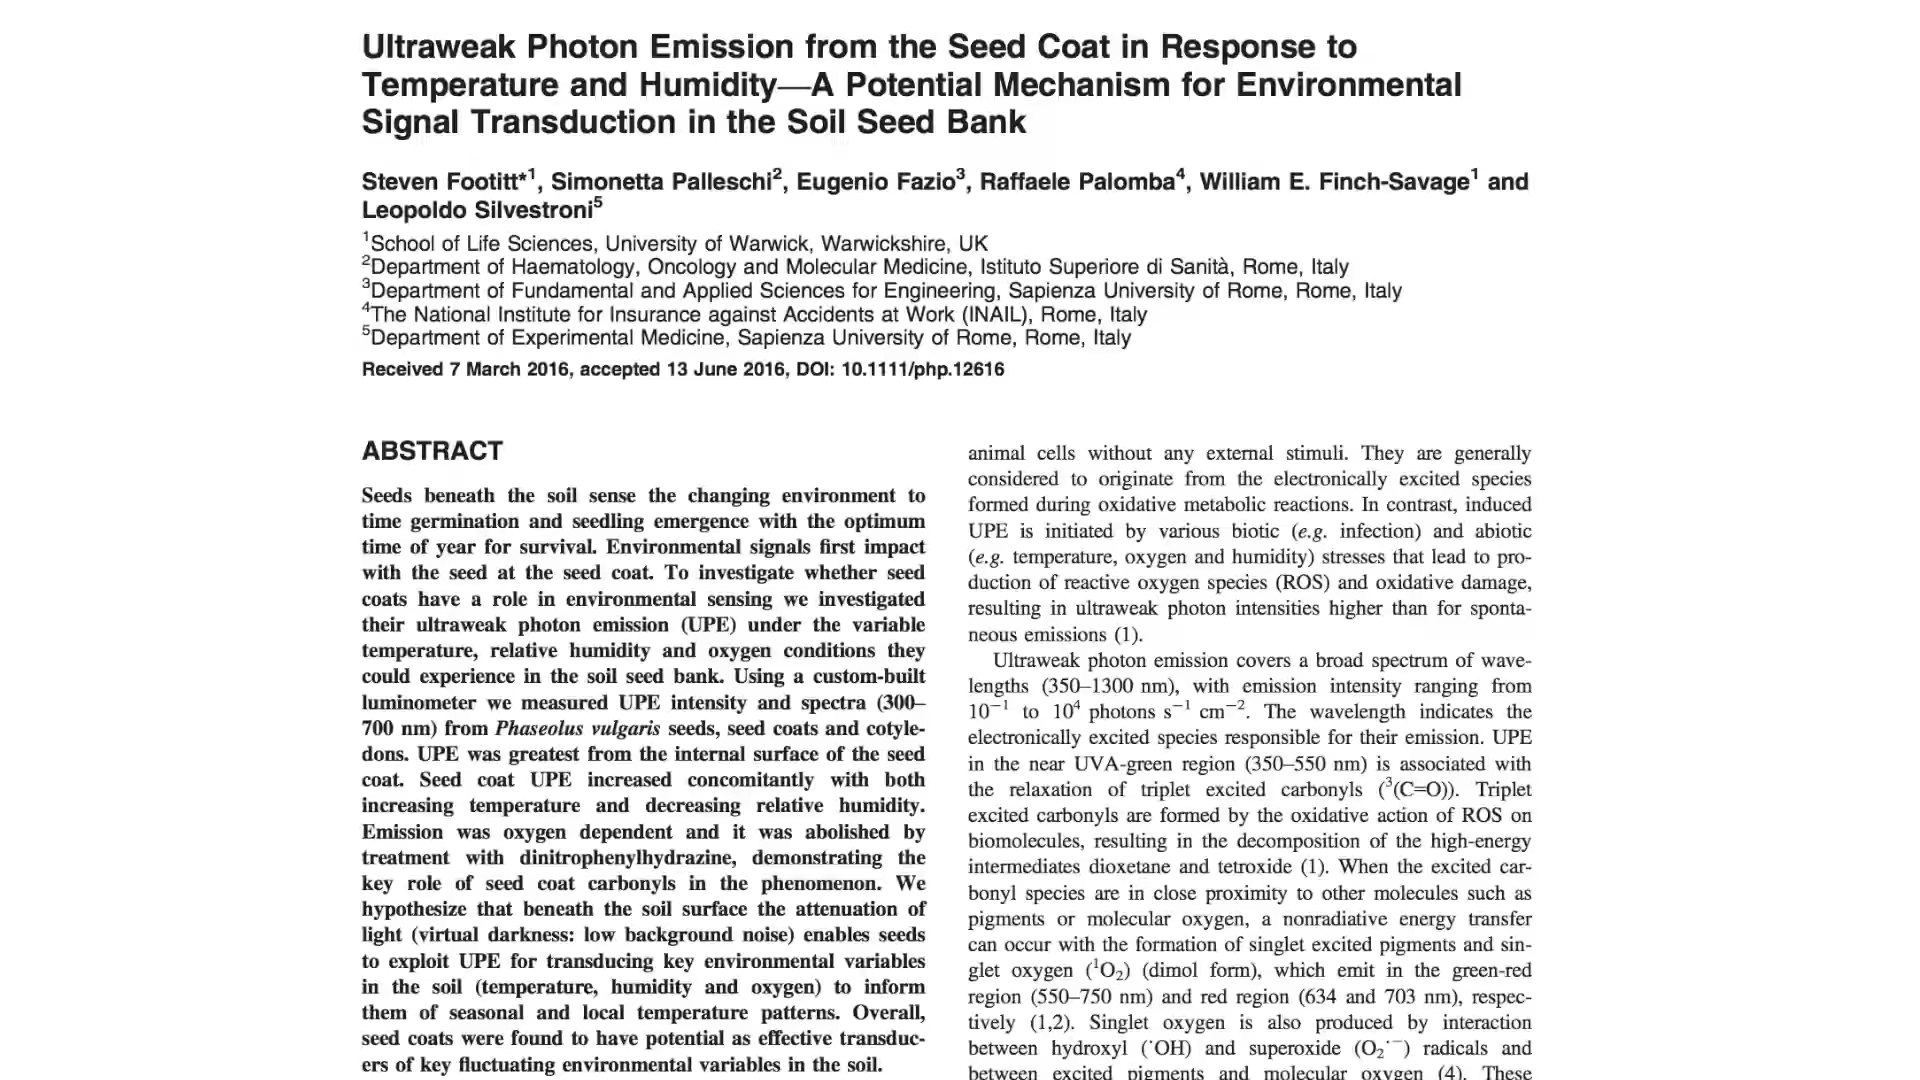 Ultraweak Photon Emission from the Seed Coat in Response to
Temperature and Humidity—A Potential Mechanism for Environmental
Signal Transduction in the Soil Seed Bank
Steven Footitt*1, Simonetta Palleschi2, Eugenio Fazio3, Raffaele Palomba4, William E. Finch-Savage1 and
Leopoldo Silvestroni5
1School of Life Sciences, University of Warwick, Warwickshire, UK
2Department of Haematology, Oncology and Molecular Medicine, Istituto Superiore di Sanità, Rome, Italy
3Department of Fundamental and Applied Sciences for Engineering, Sapienza University of Rome, Rome, Italy
4The National Institute for Insurance against Accidents at Work (INAIL), Rome, Italy
5Department of Experimental Medicine, Sapienza University of Rome, Rome, Italy
Received 7 March 2016, accepted 13 June 2016, DOI: 10.1111/php.12616
ABSTRACT
Seeds beneath the soil sense the changing environment to
time germination and seedling emergence with the optimum
time of year for survival. Environmental signals first impact
with the seed at the seed coat. To investigate whether seed
coats have a role in environmental sensing we investigated
their ultraweak photon emission (UPE) under the variable
temperature, relative humidity and oxygen conditions they
could experience in the soil seed bank. Using a custom-built
luminometer we measured UPE intensity and spectra (300–
700 nm) from Phaseolus vulgaris seeds, seed coats and cotyle-
dons. UPE was greatest from the internal surface of the seed
coat. Seed coat UPE increased concomitantly with both
increasing temperature and decreasing relative humidity.
Emission was oxygen dependent and it was abolished by
treatment with dinitrophenylhydrazine, demonstrating the
key role of seed coat carbonyls in the phenomenon. We
hypothesize that beneath the soil surface the attenuation of
light (virtual darkness: low background noise) enables seeds
to exploit UPE for transducing key environmental variables
in the soil (temperature, humidity and oxygen) to inform
them of seasonal and local temperature patterns. Overall,
seed coats were found to have potential as effective transduc-
ers of key fluctuating environmental variables in the soil.
animal cells without any external stimuli. They are generally
considered to originate from the electronically excited species
formed during oxidative metabolic reactions. In contrast, induced
UPE is initiated by various biotic (e.g. infection) and abiotic
(e.g. temperature, oxygen and humidity) stresses that lead to pro-
duction of reactive oxygen species (ROS) and oxidative damage,
resulting in ultraweak photon intensities higher than for sponta-
neous emissions (1).
Ultraweak photon emission covers a broad spectrum of wave-
lengths (350–1300 nm), with emission intensity ranging from
10−1 to 104 photons s−1 cm−2. The wavelength indicates the
electronically excited species responsible for their emission. UPE
in the near UVA-green region (350–550 nm) is associated with
the relaxation of triplet excited carbonyls (3(C=O)). Triplet
excited carbonyls are formed by the oxidative action of ROS on
biomolecules, resulting in the decomposition of the high-energy
intermediates dioxetane and tetroxide (1). When the excited car-
bonyl species are in close proximity to other molecules such as
pigments or molecular oxygen, a nonradiative energy transfer
can occur with the formation of singlet excited pigments and sin-
glet oxygen (1O2) (dimol form), which emit in the green-red
region (550–750 nm) and red region (634 and 703 nm), respec-
tively (1,2). Singlet oxygen is also produced by interaction
between hydroxyl (˙OH) and superoxide (O2˙−) radicals and
between excited pigments and molecular oxygen (4). These